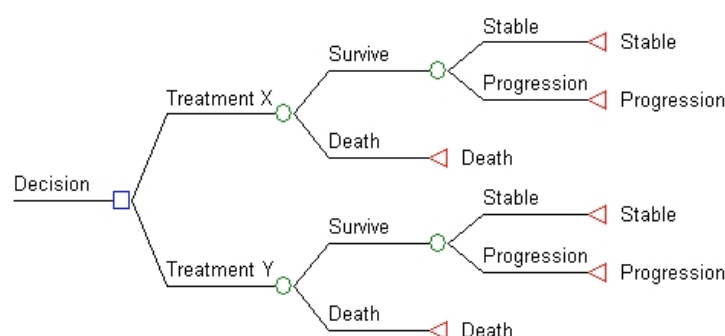 Stable
Survive
Stable
Progression
Treatment X
Progression
Death
Death
Decision
Stable
Survive
Stable
Progression
Treatment Y
Progression
Death
Death